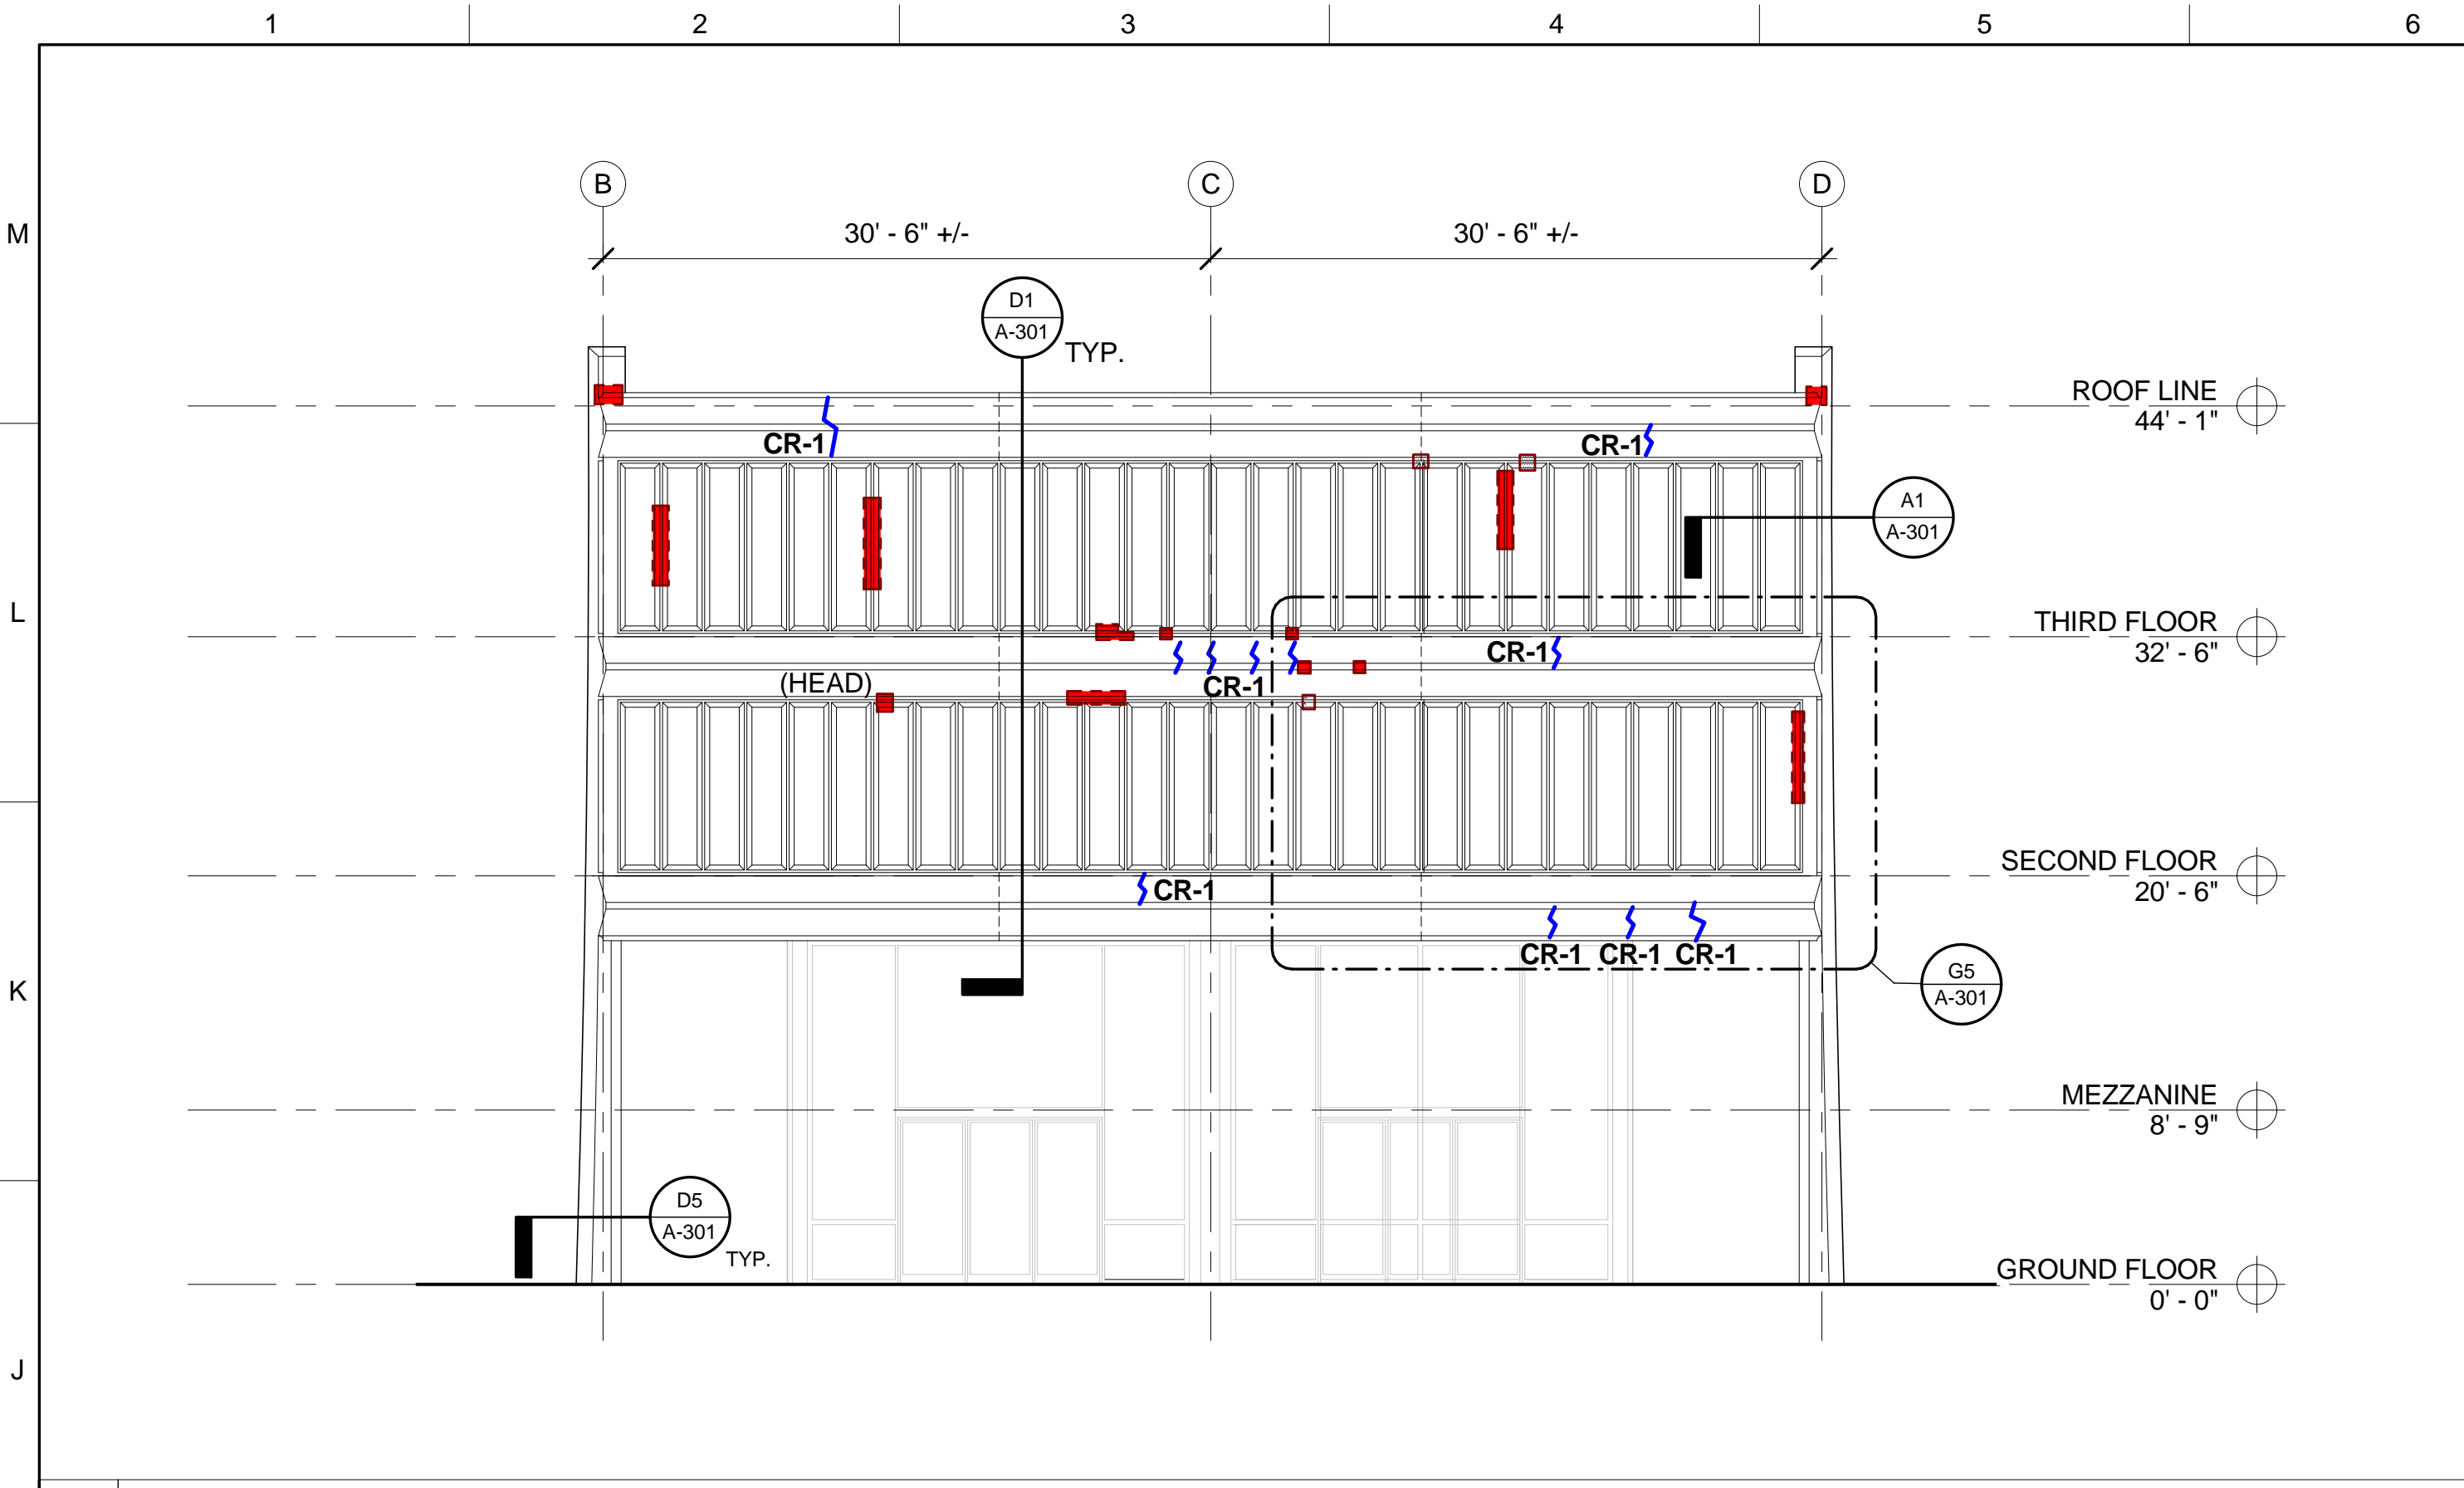 1 2 3 4 5 6
B C D
M
30' - 6" +/- 30' - 6" +/-
D1
A-301
TYP.
ROOF LINE
44' - 1"
CR-1 CR-1
A1
A-301
L
THIRD FLOOR
32' - 6"
CR-1
(HEAD) CR-1
SECOND FLOOR
20' - 6"
CR-1
CR-1 CR-1 CR-1
K
G5
A-301
MEZZANINE
8' - 9"
D5
A-301
TYP.
GROUND FLOOR
0' - 0"
J